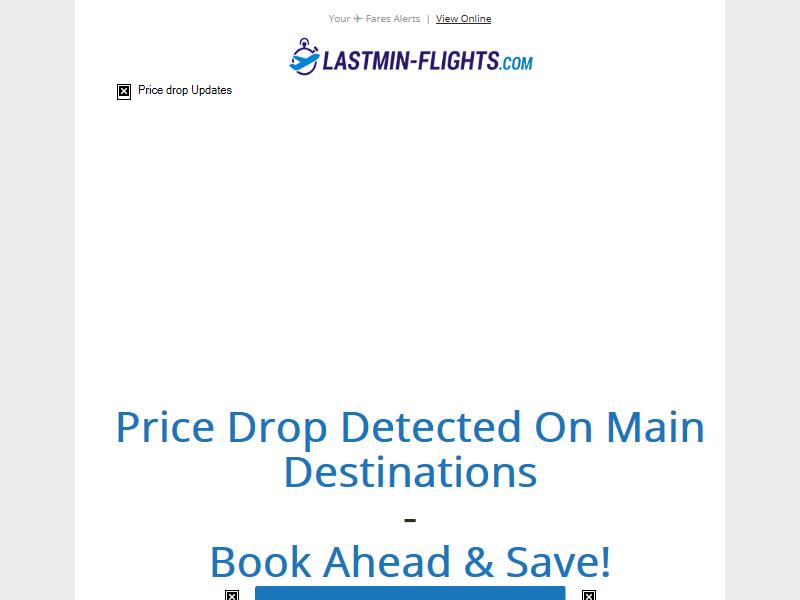 Your ✈ Fares Alerts | View Online
LASTMIN-FLIGHTS.COM
Price drop Updates
Price Drop Detected On Main
Destinations
-
Book Ahead & Save!